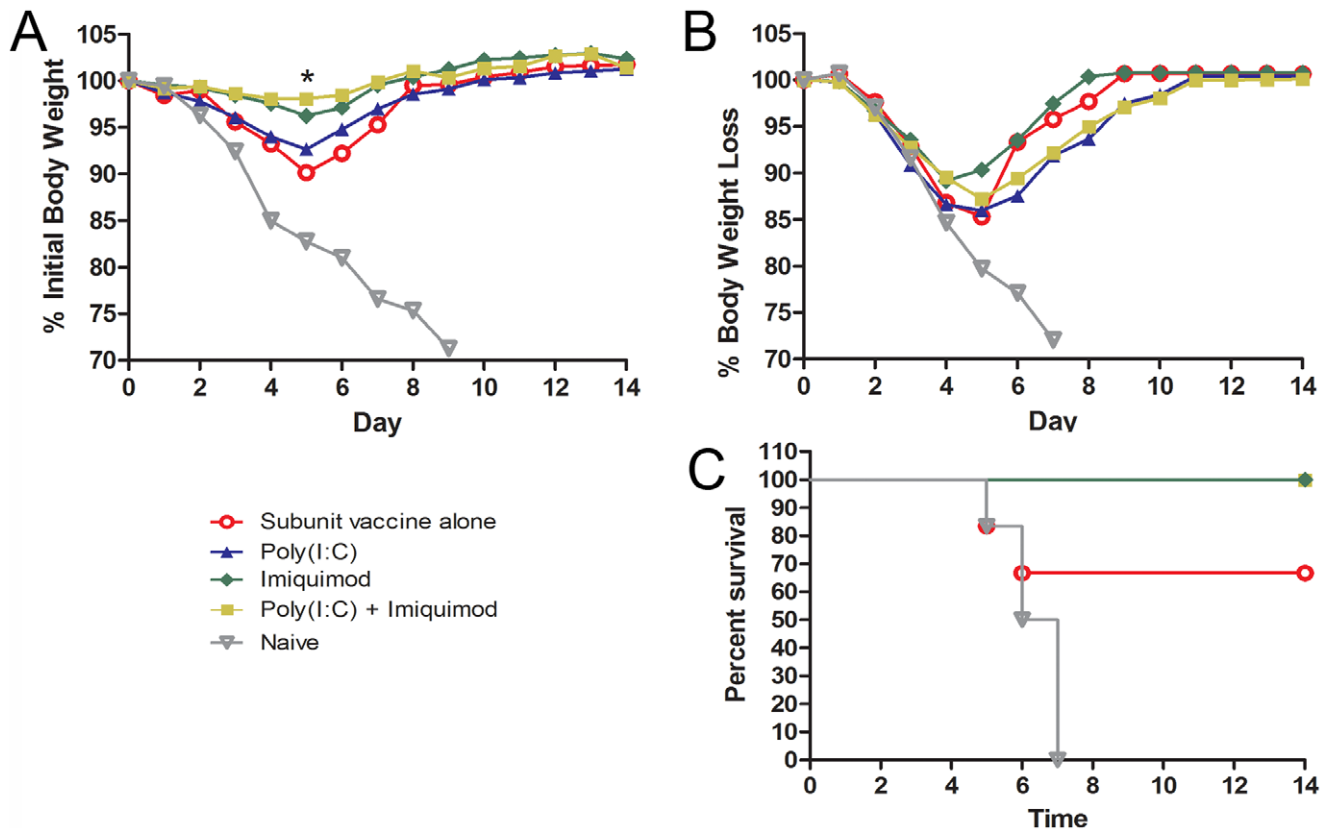 A
% Initial Body Weight
105
100
95
90
85
80
75
70
*
0 2 4 6 8 10 12 14
Day
B
% Body Weight Loss
105
100
95
90
85
80
75
70
0 2 4 6 8 10 12 14
Day
Subunit vaccine alone
Poly(I:C)
Imiquimod
Poly(I:C) + Imiquimod
Naive
C
Percent survival
110
100
90
80
70
60
50
40
30
20
10
0
0 2 4 6 8 10 12 14
Time